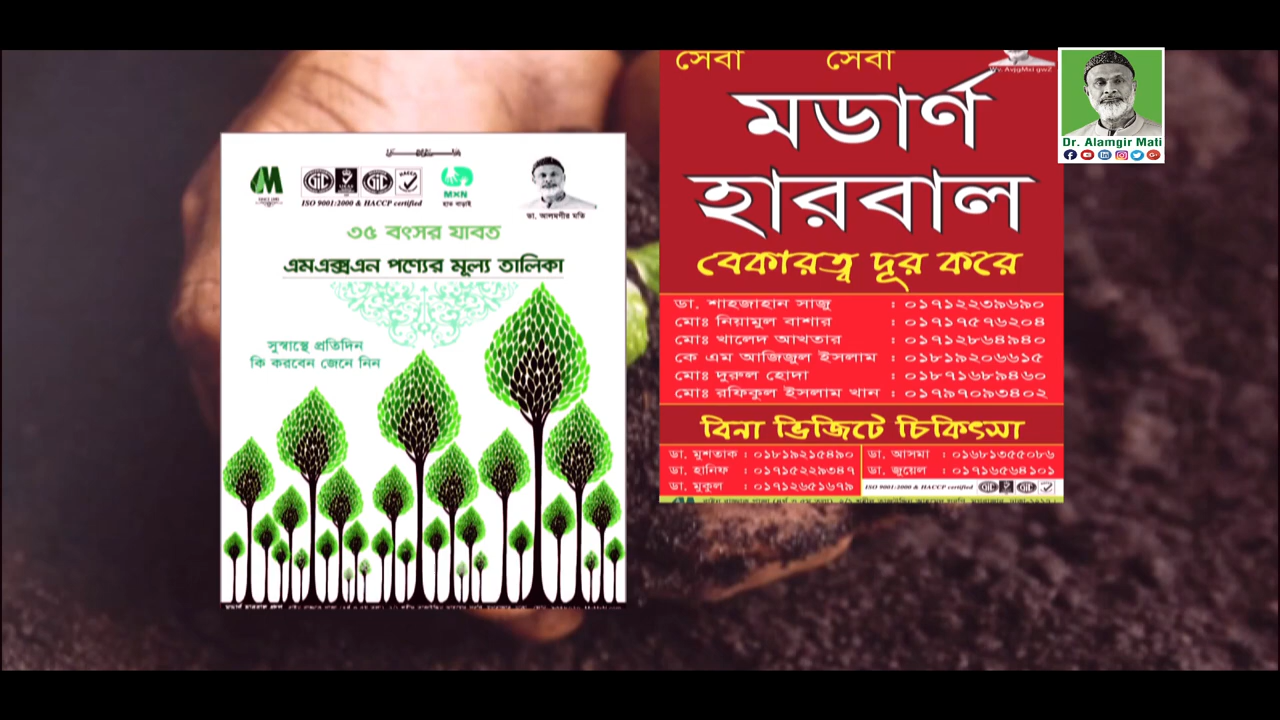 ISO 9001:2000 & HACCP certified
MXN
হাত বাড়াই
ডা. আলমগীর মতি
৩৫ বৎসর যাবত
এমএক্সএন পণ্যের মূল্য তালিকা
সুস্বাস্থে প্রতিদিন
কি করবেন জেনে নিন
সেবা সেবা
মডার্ণ
হারবাল
বেকারত্ব দূর করে
ডা. শাহজাহান সাজু : ০১৭১২২৩৯৬৯০
মোঃ নিয়ামুল বাশার : ০১৭১৭৫৭৬২০৪
মোঃ খালেদ আখতার : ০১৭১২৮৬৪৯৪০
কে এম আজিজুল ইসলাম : ০১৮১৯২০৬৬১৫
মোঃ দুরুল হোদা : ০১৮৭১৬৮৯৪৬০
মোঃ রফিকুল ইসলাম খান : ০১৭৯৭০৯৩৪০২
বিনা ভিজিটে চিকিৎসা
ডা. মুশতাক : ০১৮১৯২১৫৪৯০ ডা. আসমা : ০১৬৮১৩৫৫০৮৬
ডা. হানিফ : ০১৭১৫২২৯৩৪৭ ডা. জুয়েল : ০১৭১৬৫৬৪১০১
ডা. মুকুল : ০১৭১২৬৫১৬৭৯ ISO 9001:2000 & HACCP certified
Dr. Alamgir Mati